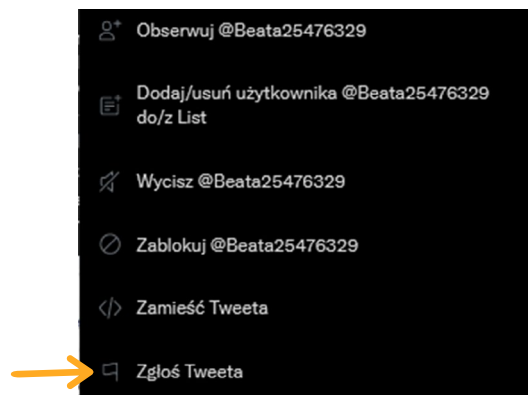 Obserwuj @Beata25476329
Dodaj/usuń użytkownika @Beata25476329
do/z List
Wycisz @Beata25476329
Zablokuj @Beata25476329
Zamieść Tweeta
Zgłoś Tweeta